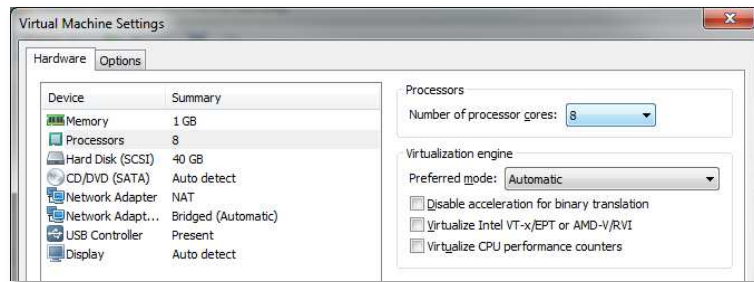 Virtual Machine Settings
Hardware Options
Device Summary
Memory 1 GB
Processors 8
Hard Disk (SCSI) 40 GB
CD/DVD (SATA) Auto detect
Network Adapter NAT
Network Adapt... Bridged (Automatic)
USB Controller Present
Display Auto detect
Processors
Number of processor cores: 8
Virtualization engine
Preferred mode: Automatic
Disable acceleration for binary translation
Virtualize Intel VT-x/EPT or AMD-V/RVI
Virtualize CPU performance counters